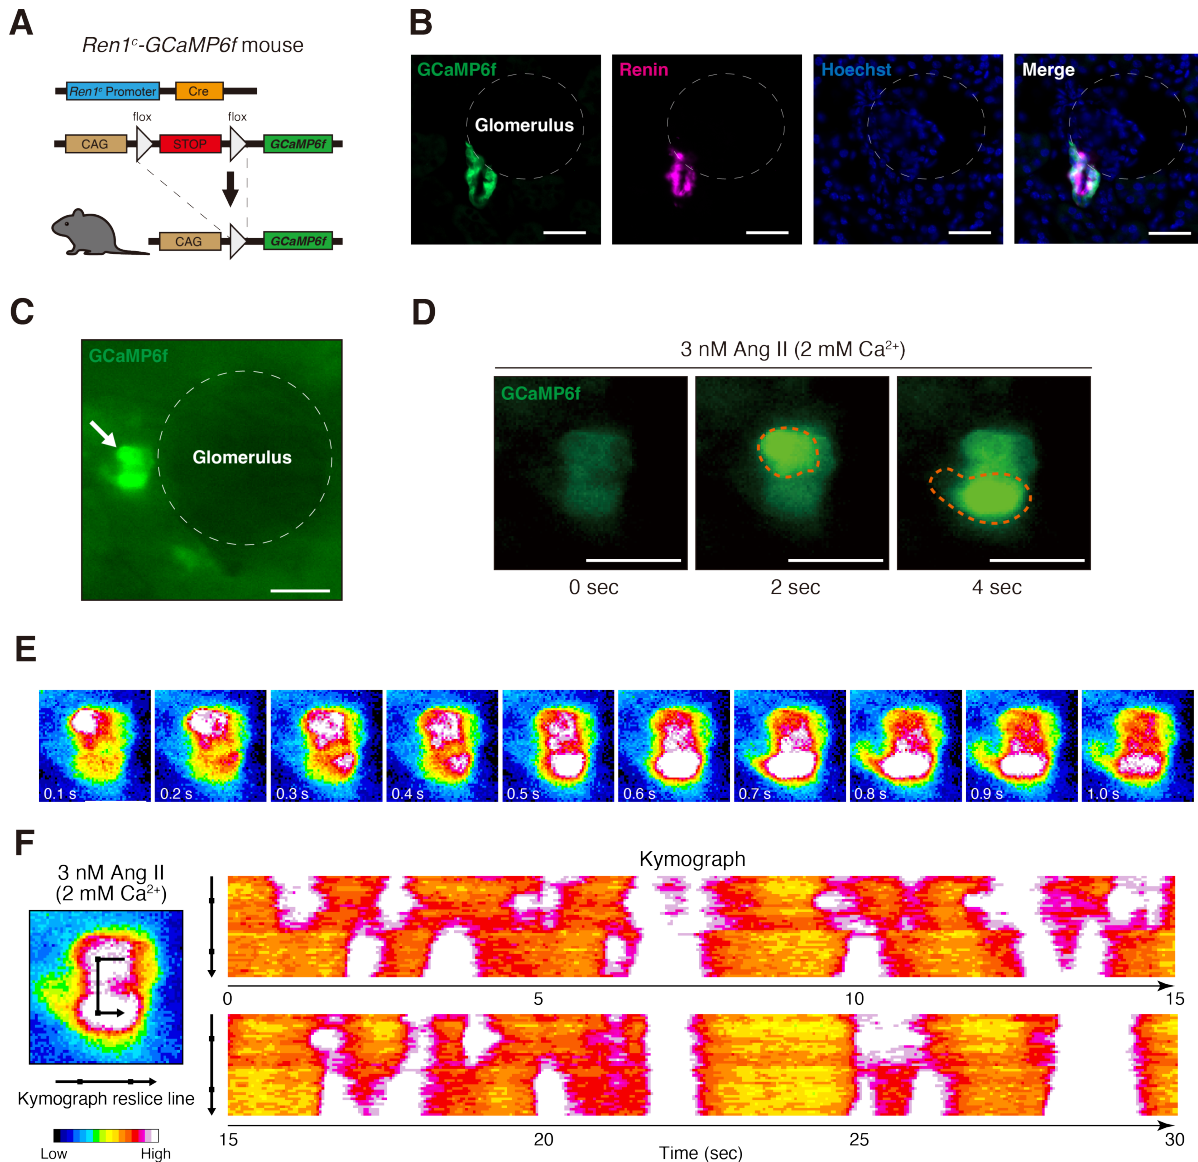 A
Ren1ᶜ-GCaMP6f mouse
Ren1ᶜ Promoter
Cre
flox
flox
CAG
STOP
GCaMP6f
CAG
GCaMP6f
B
GCaMP6f
Renin
Hoechst
Merge
Glomerulus
C
GCaMP6f
Glomerulus
D
3 nM Ang II (2 mM Ca²⁺)
GCaMP6f
0 sec
2 sec
4 sec
E
0.1 s
0.2 s
0.3 s
0.4 s
0.5 s
0.6 s
0.7 s
0.8 s
0.9 s
1.0 s
F
3 nM Ang II
(2 mM Ca²⁺)
Kymograph reslice line
Low
High
Kymograph
0
5
10
15
15
20
25
30
Time (sec)